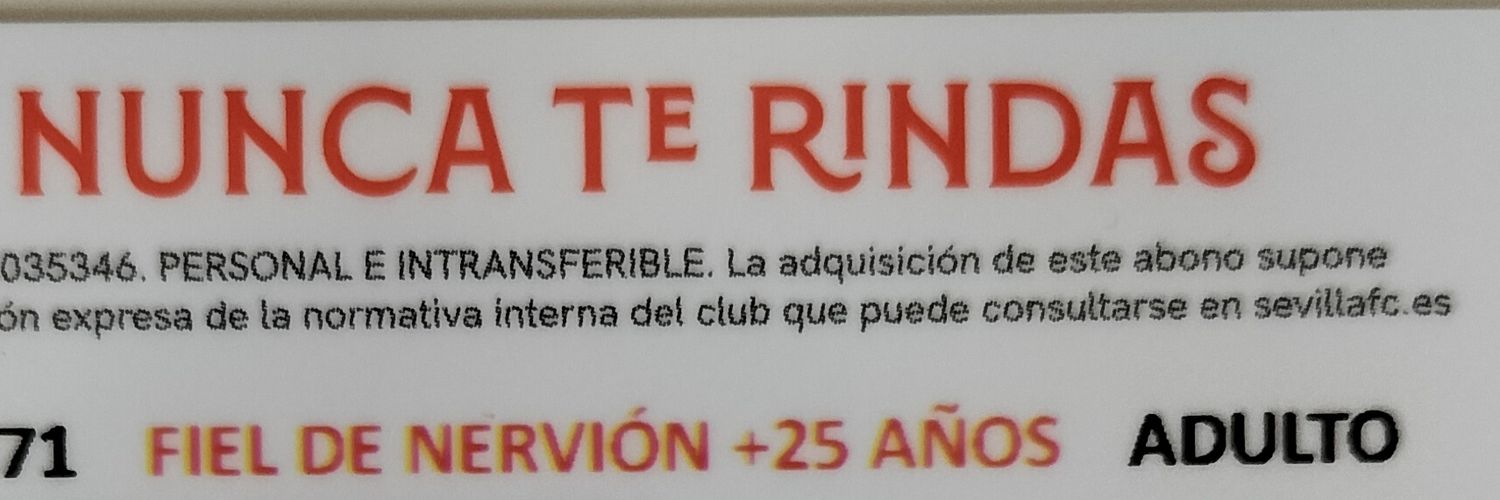 NUNCA TE RINDAS
035346. PERSONAL E INTRANSFERIBLE. La adquisición de este abono supone
ón expresa de la normativa interna del club que puede consultarse en sevillafc.es
71 FIEL DE NERVIÓN +25 AÑOS ADULTO